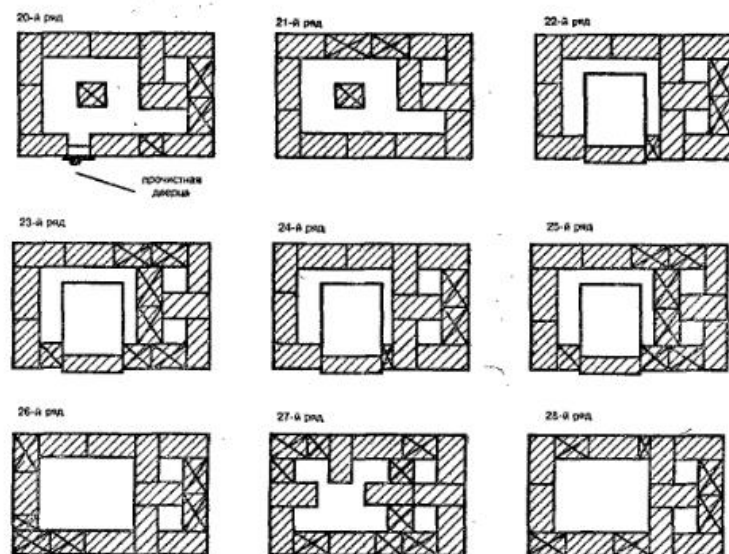 20-й ряд
21-й ряд
22-й ряд
прочистная
дверца
23-й ряд
24-й ряд
25-й ряд
26-й ряд
27-й ряд
28-й ряд